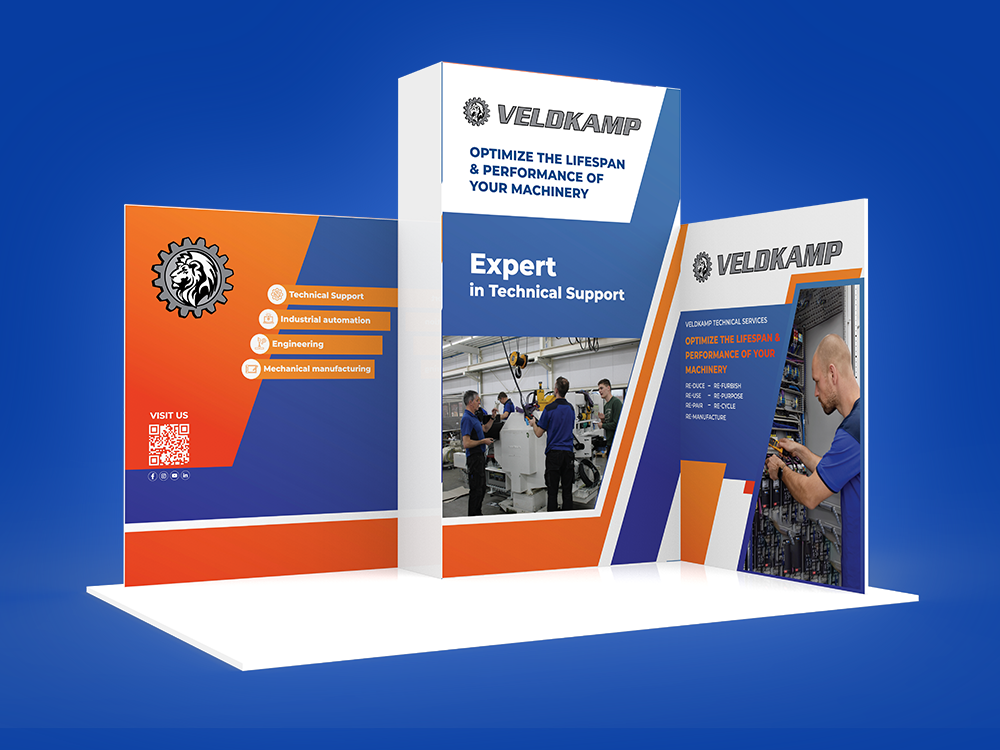 Technical Support
Industrial automation
Engineering
Mechanical manufacturing
VISIT US
VELDKAMP
OPTIMIZE THE LIFESPAN
& PERFORMANCE OF
YOUR MACHINERY
Expert
in Technical Support
VELDKAMP
VELDKAMP TECHNICAL SERVICES
OPTIMIZE THE LIFESPAN &
PERFORMANCE OF YOUR
MACHINERY
RE-DUCE – RE-FURBISH
RE-USE – RE-PURPOSE
RE-PAIR – RE-CYCLE
RE-MANUFACTURE